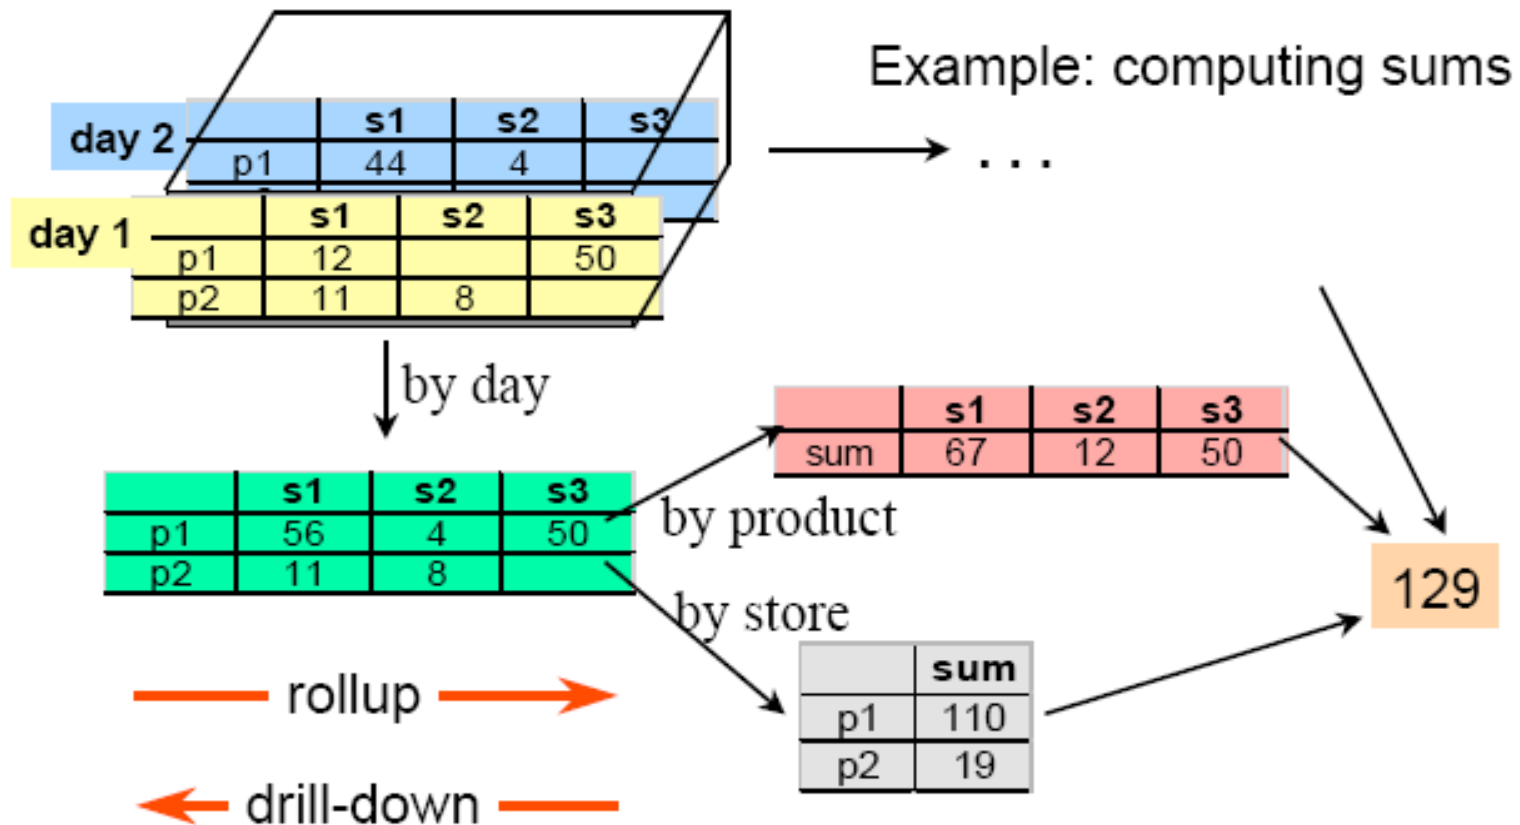 Example: computing sums
day 2 s1 s2 s3
p1 44 4
...
day 1 s1 s2 s3
p1 12 50
p2 11 8
by day
s1 s2 s3
p1 56 4 50
p2 11 8
by product
s1 s2 s3
sum 67 12 50
by store
sum
p1 110
p2 19
129
rollup
drill-down